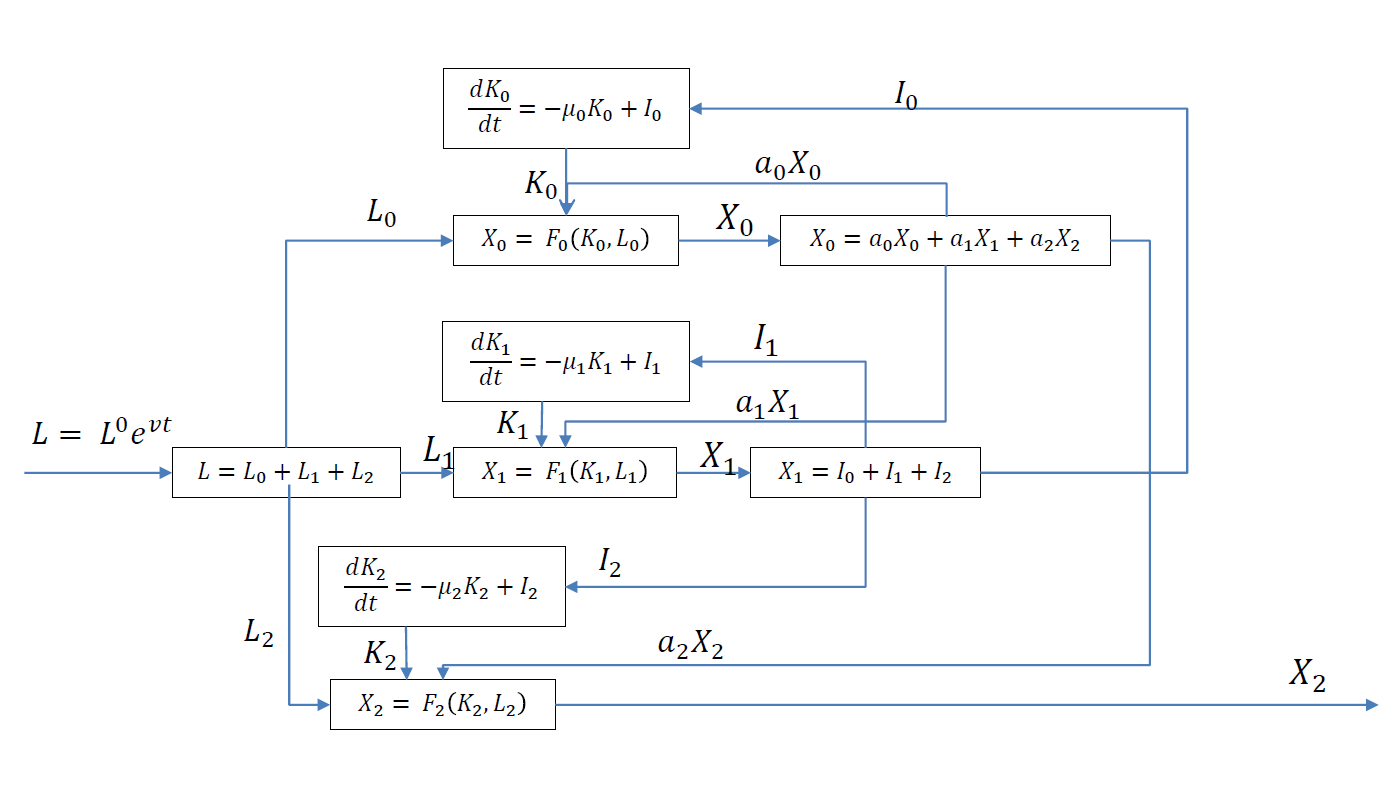 dK₀/dt = −μ₀K₀ + I₀
I₀
a₀X₀
K₀
L₀
X₀
X₀ = F₀(K₀, L₀)
X₀ = a₀X₀ + a₁X₁ + a₂X₂
dK₁/dt = −μ₁K₁ + I₁
I₁
a₁X₁
K₁
L = L⁰e^{νt}
L = L₀ + L₁ + L₂
L₁
X₁ = F₁(K₁, L₁)
X₁
X₁ = I₀ + I₁ + I₂
dK₂/dt = −μ₂K₂ + I₂
I₂
L₂
K₂
a₂X₂
X₂ = F₂(K₂, L₂)
X₂